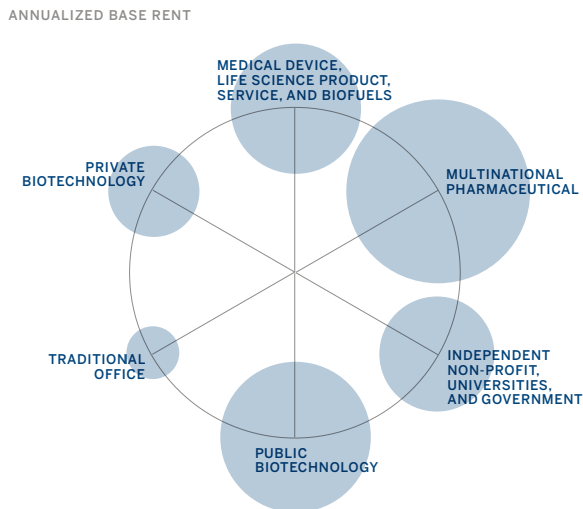 ANNUALIZED BASE RENT
MEDICAL DEVICE,
LIFE SCIENCE PRODUCT,
SERVICE, AND BIOFUELS
PRIVATE
BIOTECHNOLOGY
MULTINATIONAL
PHARMACEUTICAL
TRADITIONAL
OFFICE
INDEPENDENT
NON-PROFIT,
UNIVERSITIES,
AND GOVERNMENT
PUBLIC
BIOTECHNOLOGY